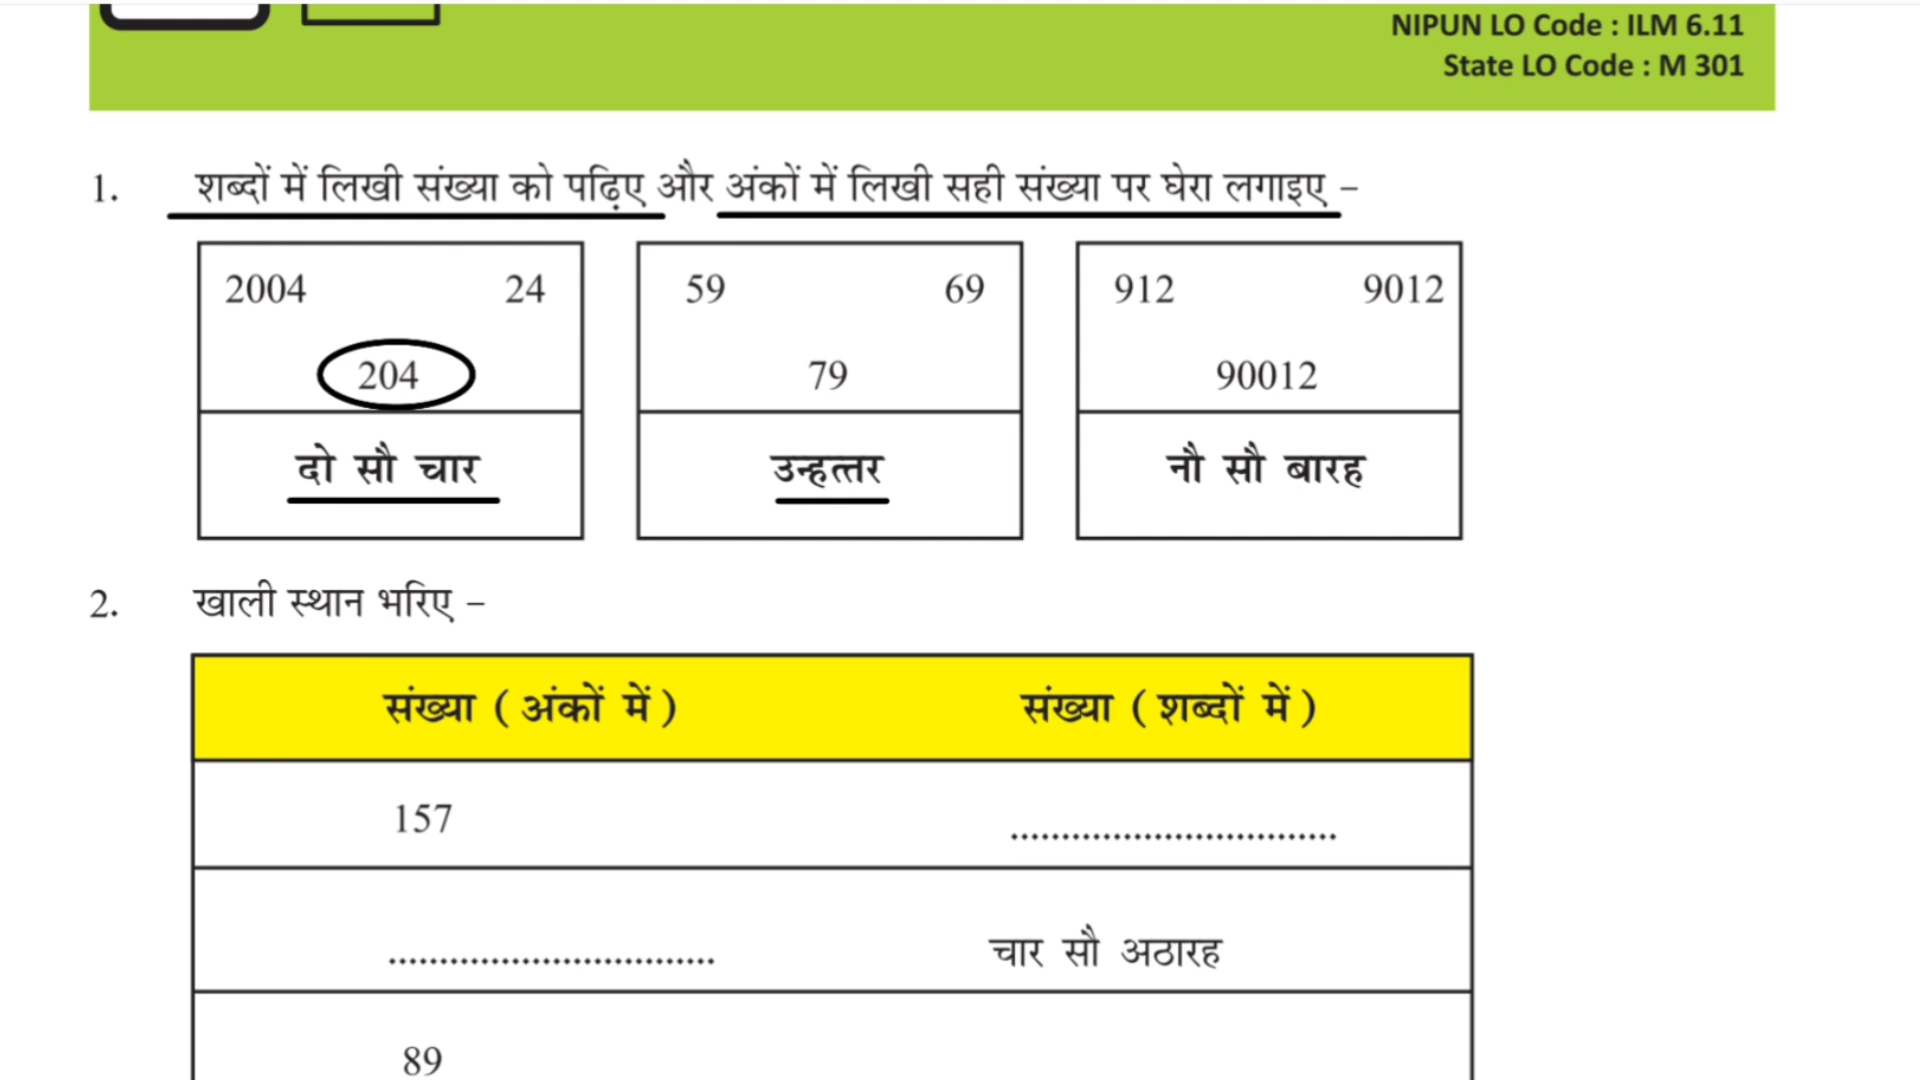 NIPUN LO Code : ILM 6.11
State LO Code : M 301
1. शब्दों में लिखी संख्या को पढ़िए और अंकों में लिखी सही संख्या पर घेरा लगाइए –
2004 24 59 69 912 9012
204 79 90012
दो सौ चार उन्हत्तर नौ सौ बारह
2. खाली स्थान भरिए –
संख्या ( अंकों में ) संख्या ( शब्दों में )
157 ................................
................................ चार सौ अठारह
89